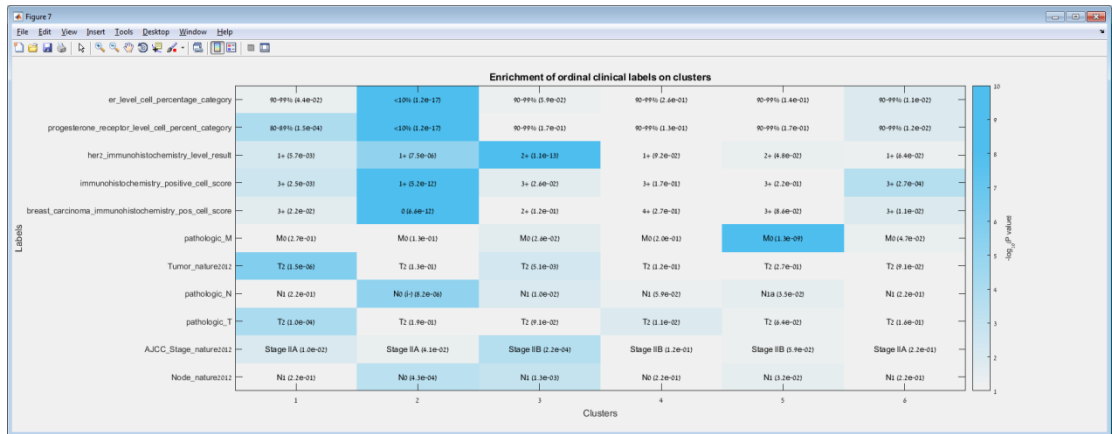 Figure 7
File Edit View Insert Tools Desktop Window Help
Enrichment of ordinal clinical labels on clusters
er_level_cell_percentage_category 90-99% (4.4e-02) <10% (1.2e-17) 90-99% (5.9e-02) 90-99% (2.6e-01) 90-99% (1.4e-01) 90-99% (1.1e-02)
progesterone_receptor_level_cell_percent_category 80-89% (1.5e-04) <10% (1.2e-17) 90-99% (1.7e-01) 90-99% (1.3e-01) 90-99% (1.7e-01) 90-99% (1.2e-02)
her2_immunohistochemistry_level_result 1+ (5.7e-03) 1+ (7.5e-06) 2+ (1.1e-13) 1+ (9.2e-02) 2+ (4.8e-02) 1+ (6.4e-02)
immunohistochemistry_positive_cell_score 3+ (2.5e-03) 1+ (5.2e-12) 3+ (2.6e-02) 3+ (1.7e-01) 3+ (2.2e-01) 3+ (2.7e-04)
breast_carcinoma_immunohistochemistry_pos_cell_score 3+ (2.2e-02) 0 (6.6e-12) 2+ (1.2e-01) 4+ (2.7e-01) 3+ (8.6e-02) 3+ (1.1e-02)
pathologic_M M0 (2.7e-01) M0 (1.3e-01) M0 (2.6e-02) M0 (2.0e-01) M0 (1.3e-09) M0 (4.7e-02)
Tumor_nature2012 T2 (1.5e-06) T2 (1.3e-01) T2 (5.1e-03) T2 (1.2e-01) T2 (2.7e-01) T2 (9.1e-02)
pathologic_N N1 (2.2e-01) N0 (i-) (8.2e-06) N1 (1.0e-02) N1 (5.9e-02) N1a (3.5e-02) N1 (2.2e-01)
pathologic_T T2 (1.0e-04) T2 (1.9e-01) T2 (9.1e-02) T2 (1.1e-02) T2 (6.4e-02) T2 (1.6e-01)
AJCC_Stage_nature2012 Stage IIA (1.0e-02) Stage IIA (4.1e-02) Stage IIB (2.2e-04) Stage IIB (1.2e-01) Stage IIB (5.9e-02) Stage IIA (2.2e-01)
Node_nature2012 N1 (2.2e-01) N0 (4.3e-04) N1 (1.3e-03) N0 (2.2e-01) N1 (3.2e-02) N1 (2.2e-01)
1 2 3 4 5 6
Clusters
Labels
10
9
8
7
6
5
4
3
2
1
-log10(P value)